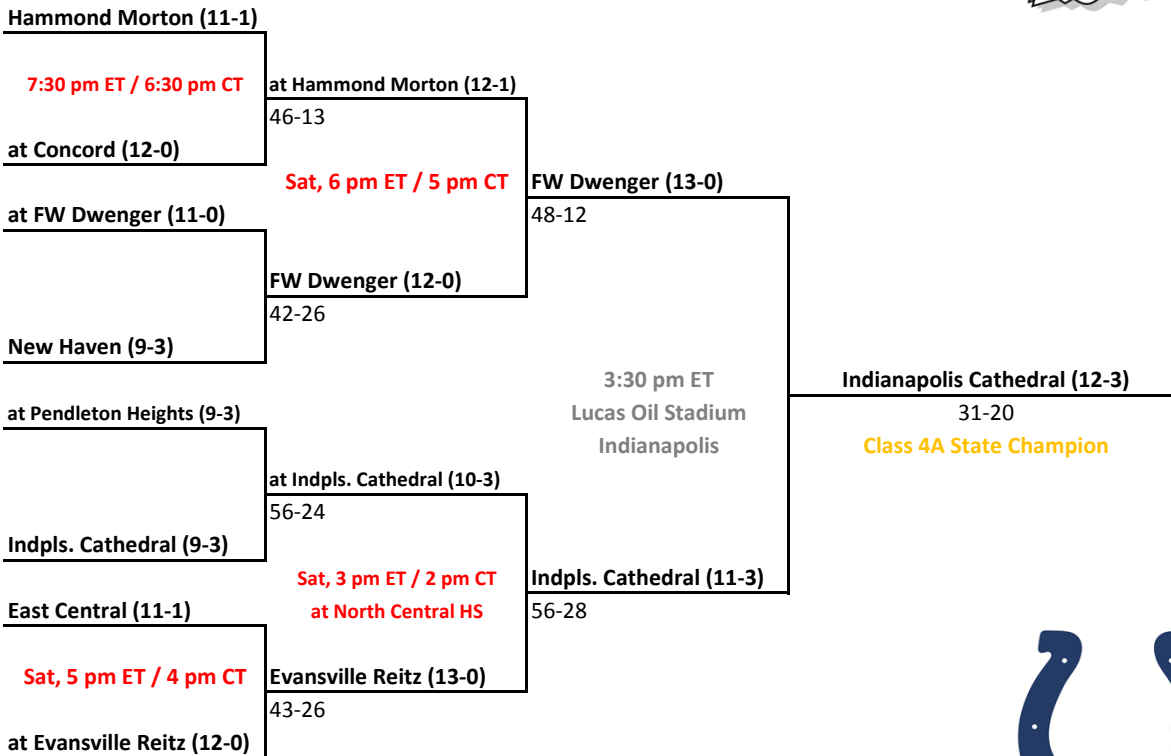 Hammond Morton (11-1)
7:30 pm ET / 6:30 pm CT
at Hammond Morton (12-1)
46-13
at Concord (12-0)
Sat, 6 pm ET / 5 pm CT
FW Dwenger (13-0)
at FW Dwenger (11-0)
48-12
FW Dwenger (12-0)
42-26
New Haven (9-3)
3:30 pm ET
Lucas Oil Stadium
Indianapolis
Indianapolis Cathedral (12-3)
31-20
Class 4A State Champion
at Pendleton Heights (9-3)
at Indpls. Cathedral (10-3)
56-24
Indpls. Cathedral (9-3)
Sat, 3 pm ET / 2 pm CT
at North Central HS
Indpls. Cathedral (11-3)
56-28
East Central (11-1)
Sat, 5 pm ET / 4 pm CT
Evansville Reitz (13-0)
43-26
at Evansville Reitz (12-0)